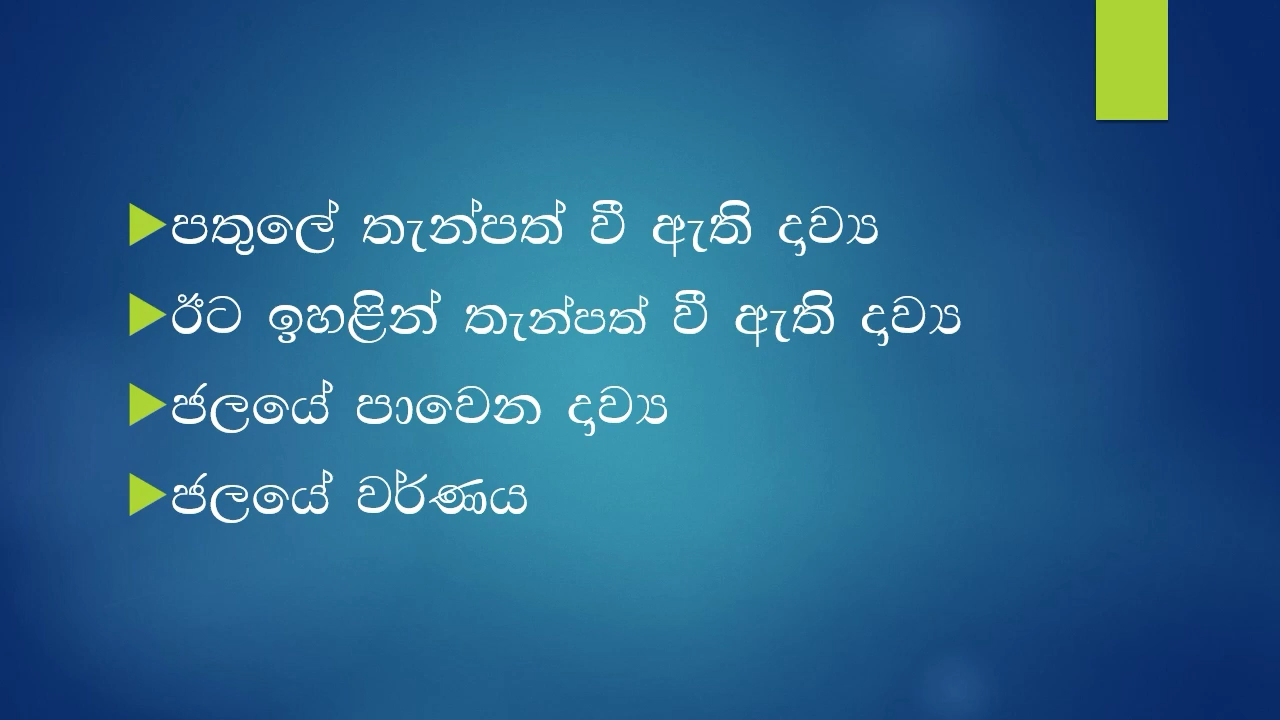 පතුලේ තැන්පත් වී ඇති ද්‍රව්‍ය
ඊට ඉහළින් තැන්පත් වී ඇති ද්‍රව්‍ය
ජලයේ පාවෙන ද්‍රව්‍ය
ජලයේ වර්ණය